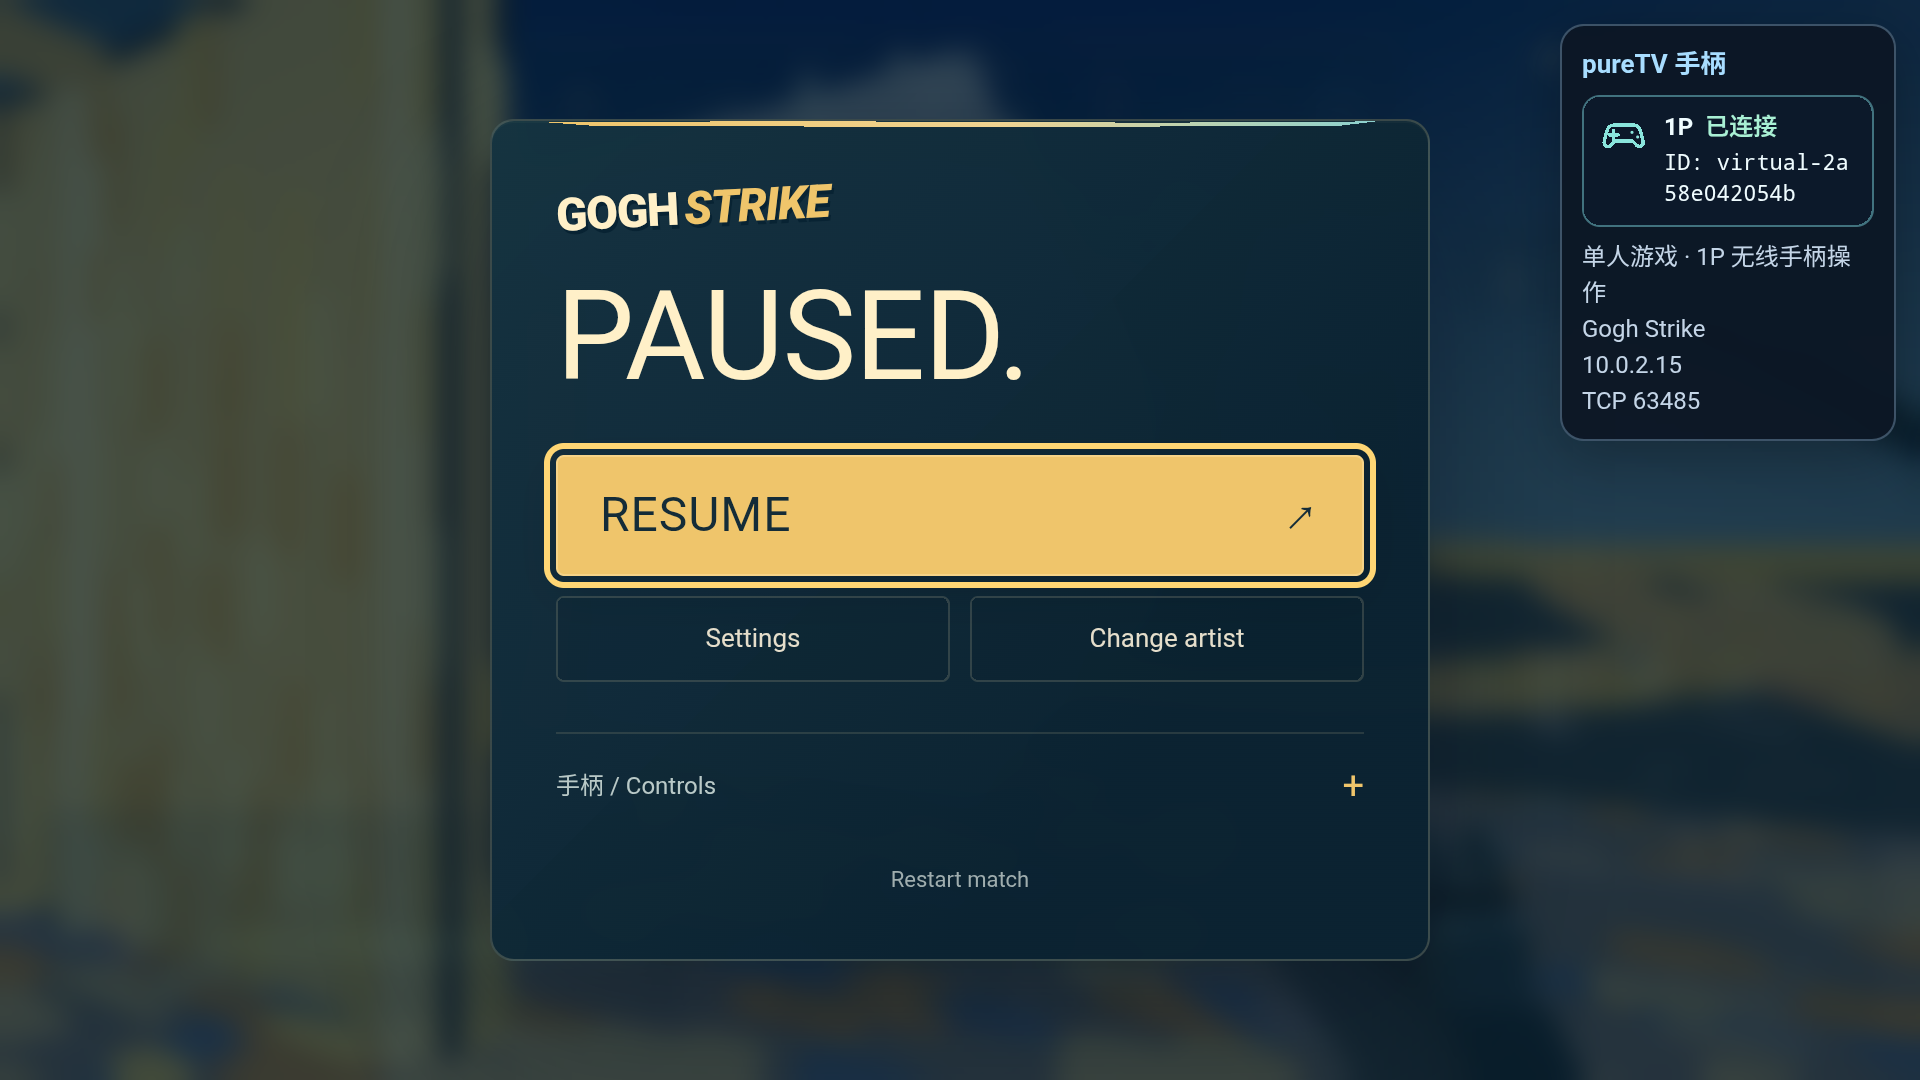 GOGH STRIKE
PAUSED.
RESUME ↗
Settings
Change artist
手柄 / Controls +
Restart match
pureTV 手柄
1P 已连接
ID: virtual-2a
58e042054b
单人游戏 · 1P 无线手柄操
作
Gogh Strike
10.0.2.15
TCP 63485